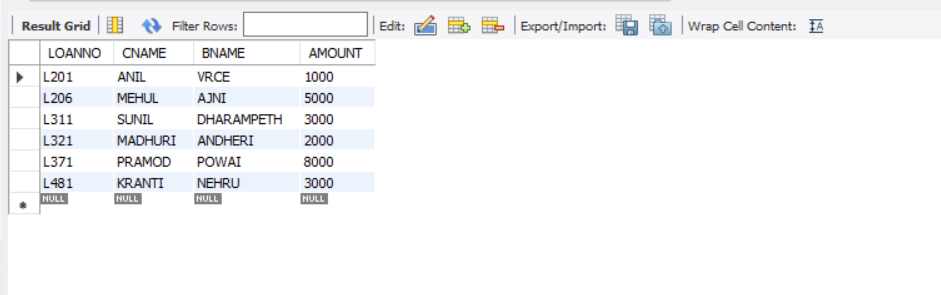 Result Grid Filter Rows: Edit: Export/Import: Wrap Cell Content: IA
LOANNO CNAME BNAME AMOUNT
L201 ANIL VRCE 1000
L206 MEHUL AJNI 5000
L311 SUNIL DHARAMPETH 3000
L321 MADHURI ANDHERI 2000
L371 PRAMOD POWAI 8000
L481 KRANTI NEHRU 3000
NULL NULL NULL NULL